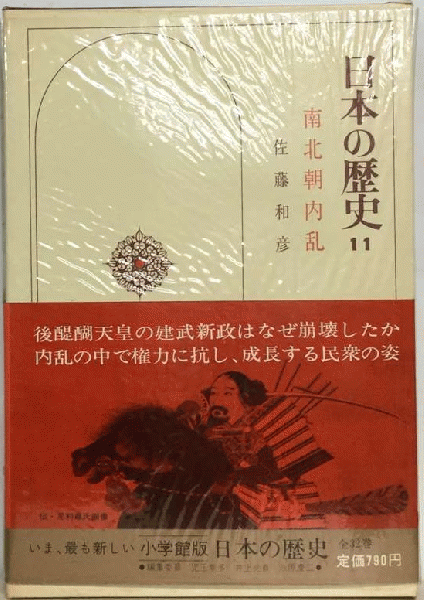 日本の歴史 11
南北朝内乱
佐藤和彦
後醍醐天皇の建武新政はなぜ崩壊したか
内乱の中で権力に抗し、成長する民衆の姿
いま、最も新しい 小学館版 日本の歴史 全32巻
定価790円